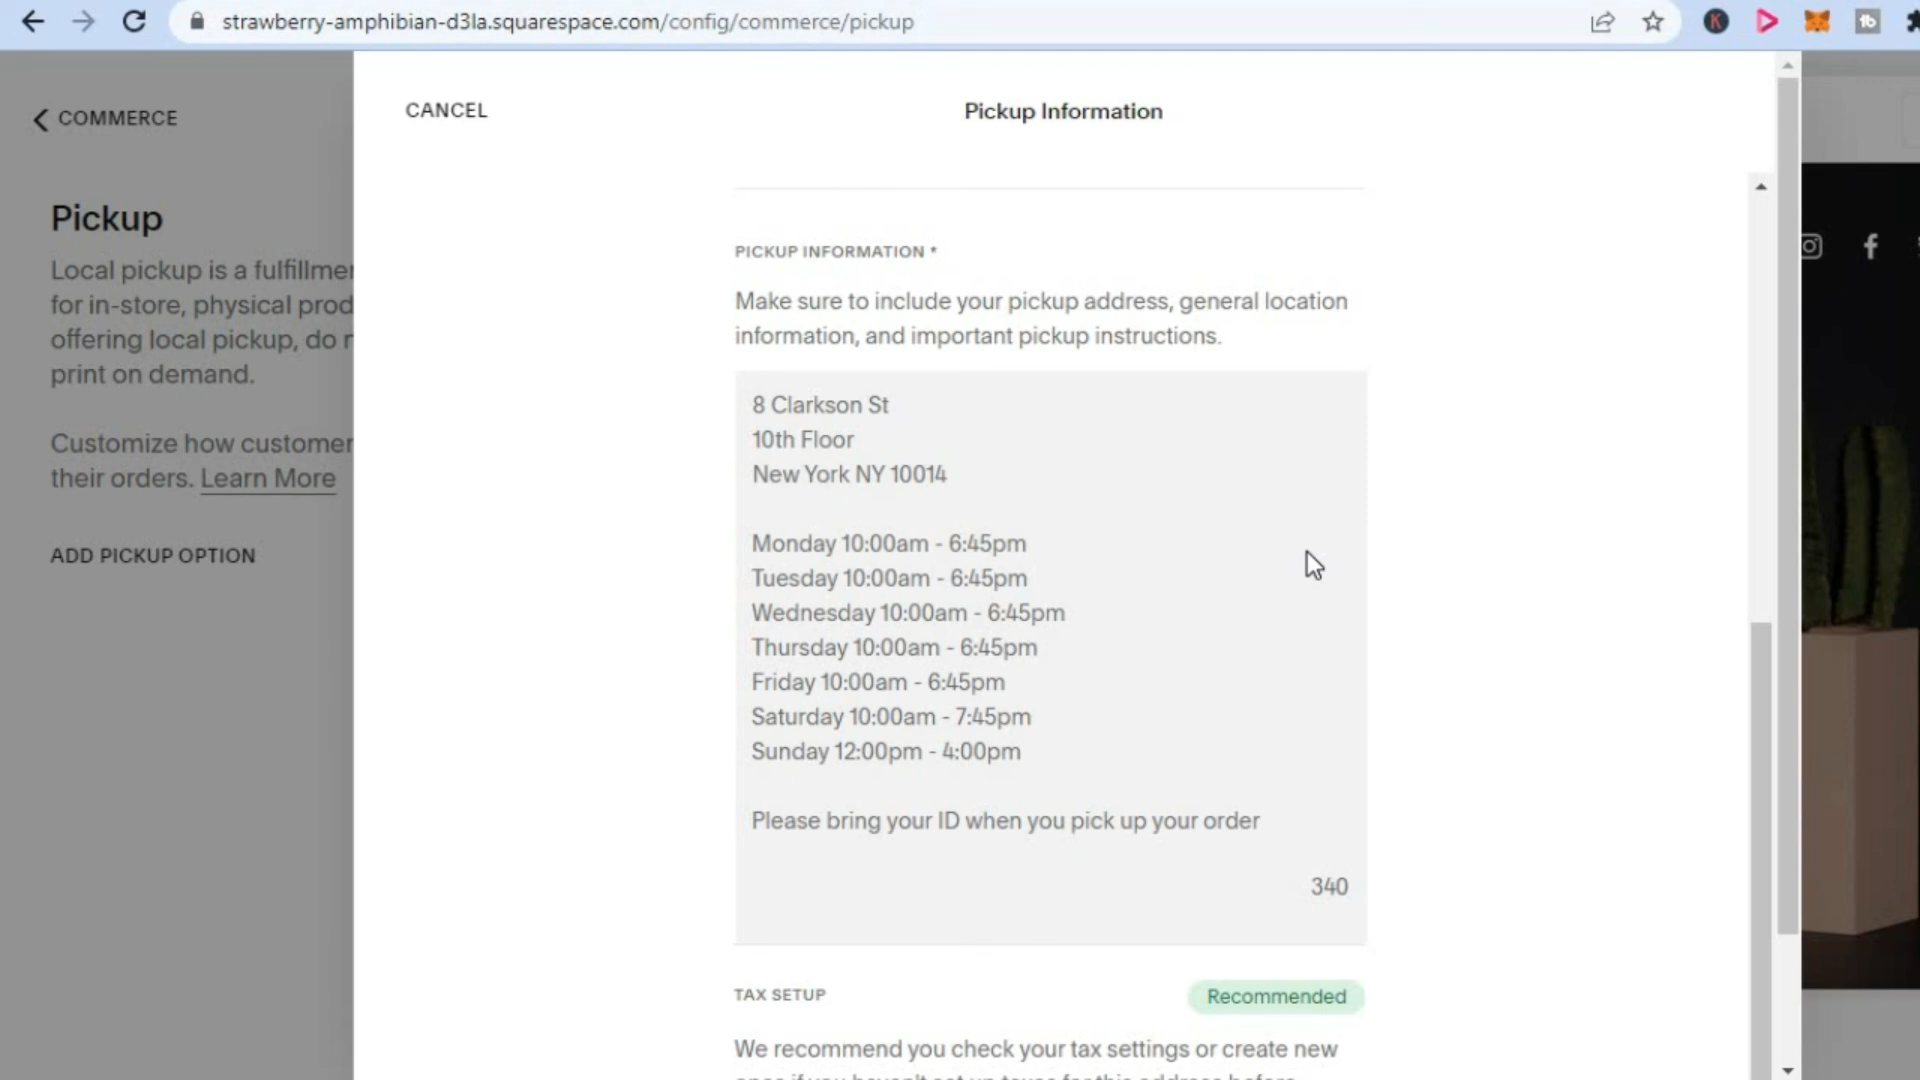 strawberry-amphibian-d3la.squarespace.com/config/commerce/pickup
K
tb
COMMERCE
Pickup
Local pickup is a
for in-store, physical
offering local pickup, do
print on demand.
Customize how
their orders. Learn More
ADD PICKUP OPTION
CANCEL
Pickup Information
PICKUP INFORMATION *
Make sure to include your pickup address, general location
information, and important pickup instructions.
8 Clarkson St
10th Floor
New York NY 10014
Monday 10:00am - 6:45pm
Tuesday 10:00am - 6:45pm
Wednesday 10:00am - 6:45pm
Thursday 10:00am - 6:45pm
Friday 10:00am - 6:45pm
Saturday 10:00am - 7:45pm
Sunday 12:00pm - 4:00pm
Please bring your ID when you pick up your order
340
TAX SETUP
Recommended
We recommend you check your tax settings or create new